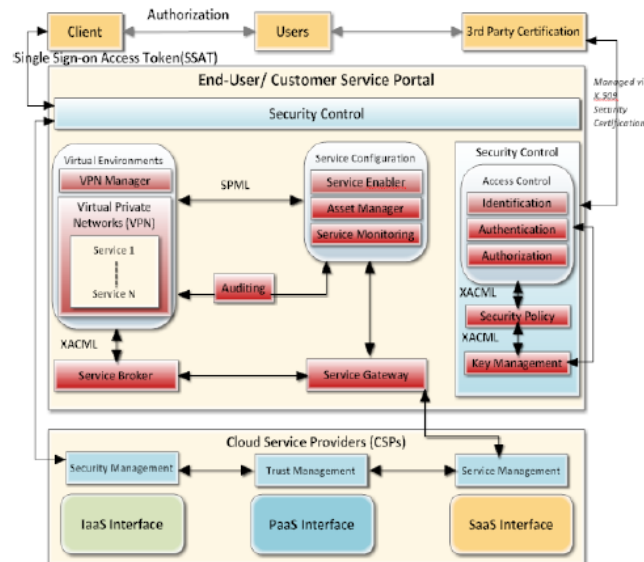 Authorization
Client
Users
3rd Party Certification
Single Sign-on Access Token(SSAT)
End-User/ Customer Service Portal
Managed vi
X.509
Security
Certification
Security Control
Virtual Environments
VPN Manager
Virtual Private
Networks (VPN)
Service 1
Service N
SPML
Auditing
Service Configuration
Service Enabler
Asset Manager
Service Monitoring
Security Control
Access Control
Identification
Authentication
Authorization
XACML
Security Policy
XACML
Key Management
XACML
Service Broker
Service Gateway
Cloud Service Providers (CSPs)
Security Management
Trust Management
Service Management
IaaS Interface
PaaS Interface
SaaS Interface